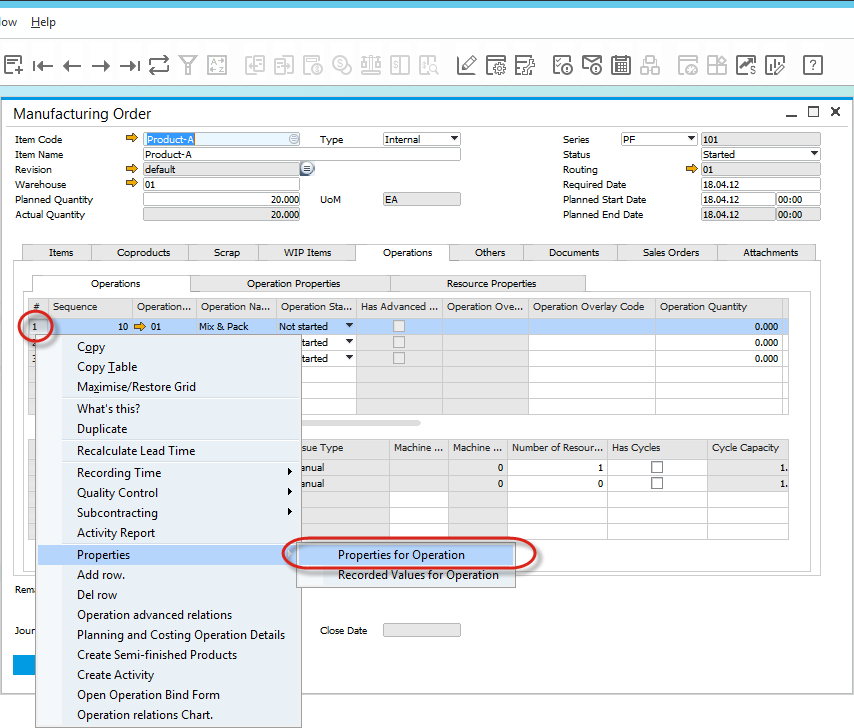 ow Help
Manufacturing Order
Item Code Product-A Type Internal Series PF 101
Item Name Product-A Status Started
Revision default Routing 01
Warehouse 01 Required Date 18.04.12
Planned Quantity 20.000 UoM EA Planned Start Date 18.04.12 00:00
Actual Quantity 20.000 Planned End Date 18.04.12 00:00
Items Coproducts Scrap WIP Items Operations Others Documents Sales Orders Attachments
Operations Operation Properties Resource Properties
# Sequence Operation... Operation Na... Operation Sta... Has Advanced ... Operation Ove... Operation Overlay Code Operation Quantity
1 10 01 Mix & Pack Not started 0.000
2 tarted 0.000
3 tarted 0.000
Copy
Copy Table
Maximise/Restore Grid
What's this?
Duplicate
Recalculate Lead Time
Recording Time
Quality Control
Subcontracting
Activity Report
Properties
Add row.
Del row
Operation advanced relations
Planning and Costing Operation Details
Create Semi-finished Products
Create Activity
Open Operation Bind Form
Operation relations Chart.
sue Type Machine ... Machine ... Number of Resour... Has Cycles Cycle Capacity
anual 0 1 1.
anual 0 0 1.
Properties for Operation
Recorded Values for Operation
Rema
Jour Close Date